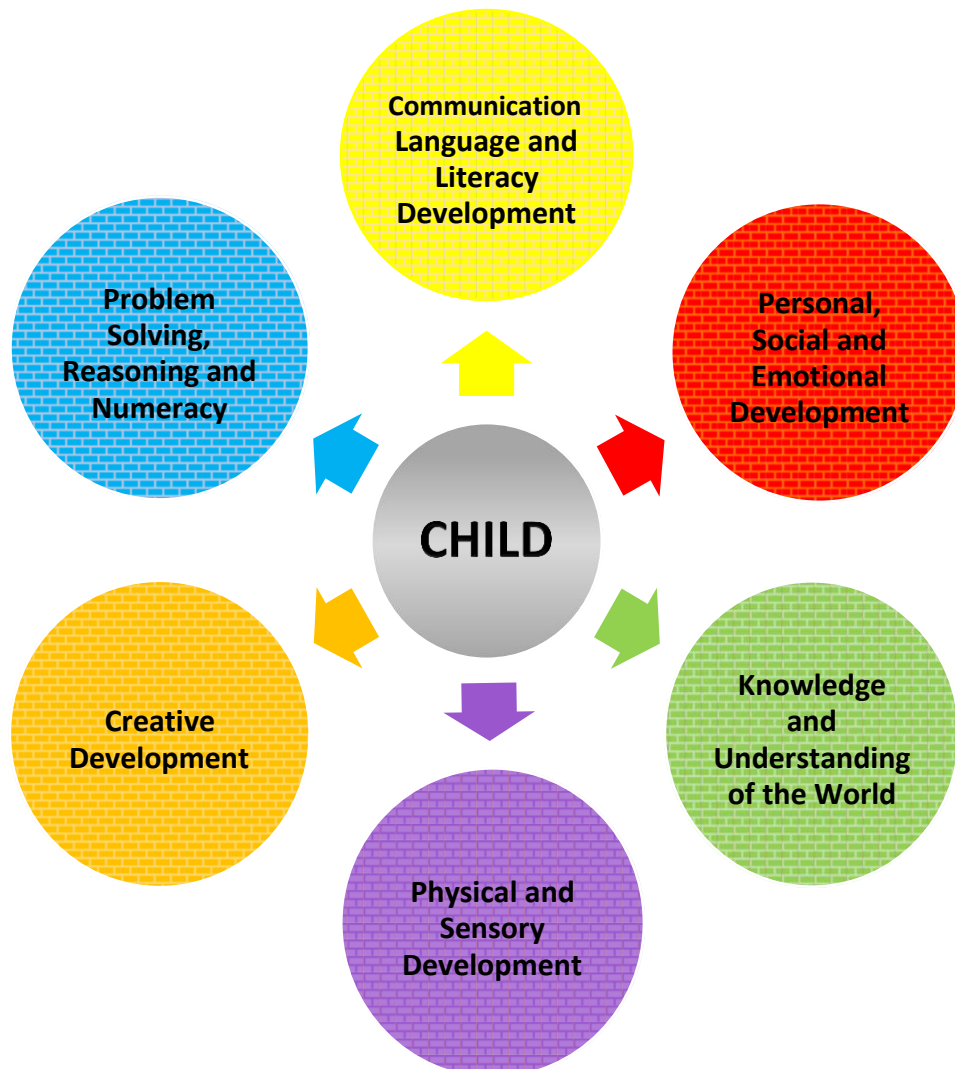 Communication
Language and
Literacy
Development
Problem
Solving,
Reasoning and
Numeracy
Personal,
Social and
Emotional
Development
CHILD
Creative
Development
Knowledge
and
Understanding
of the World
Physical and
Sensory
Development